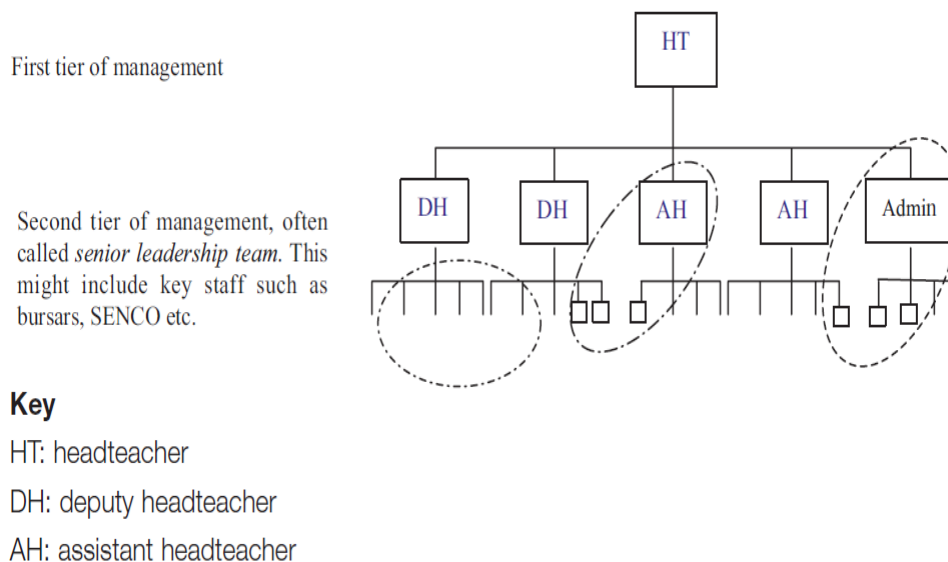 HT
First tier of management
DH
DH
AH
AH
Admin
Second tier of management, often
called senior leadership team. This
might include key staff such as
bursars, SENCO etc.
Key
HT: headteacher
DH: deputy headteacher
AH: assistant headteacher